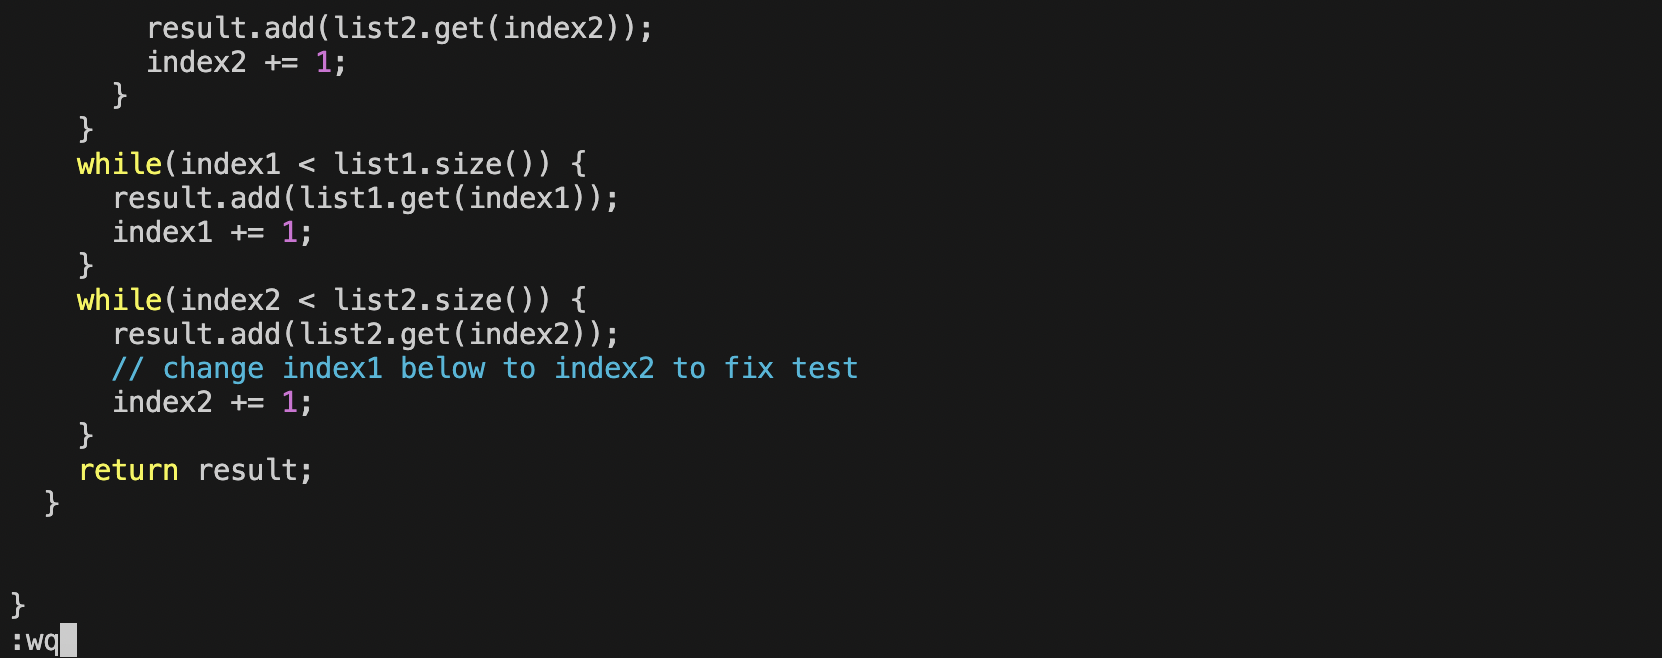 result.add(list2.get(index2));
        index2 += 1;
      }
    }
    while(index1 < list1.size()) {
      result.add(list1.get(index1));
      index1 += 1;
    }
    while(index2 < list2.size()) {
      result.add(list2.get(index2));
      // change index1 below to index2 to fix test
      index2 += 1;
    }
    return result;
  }


}
:wq